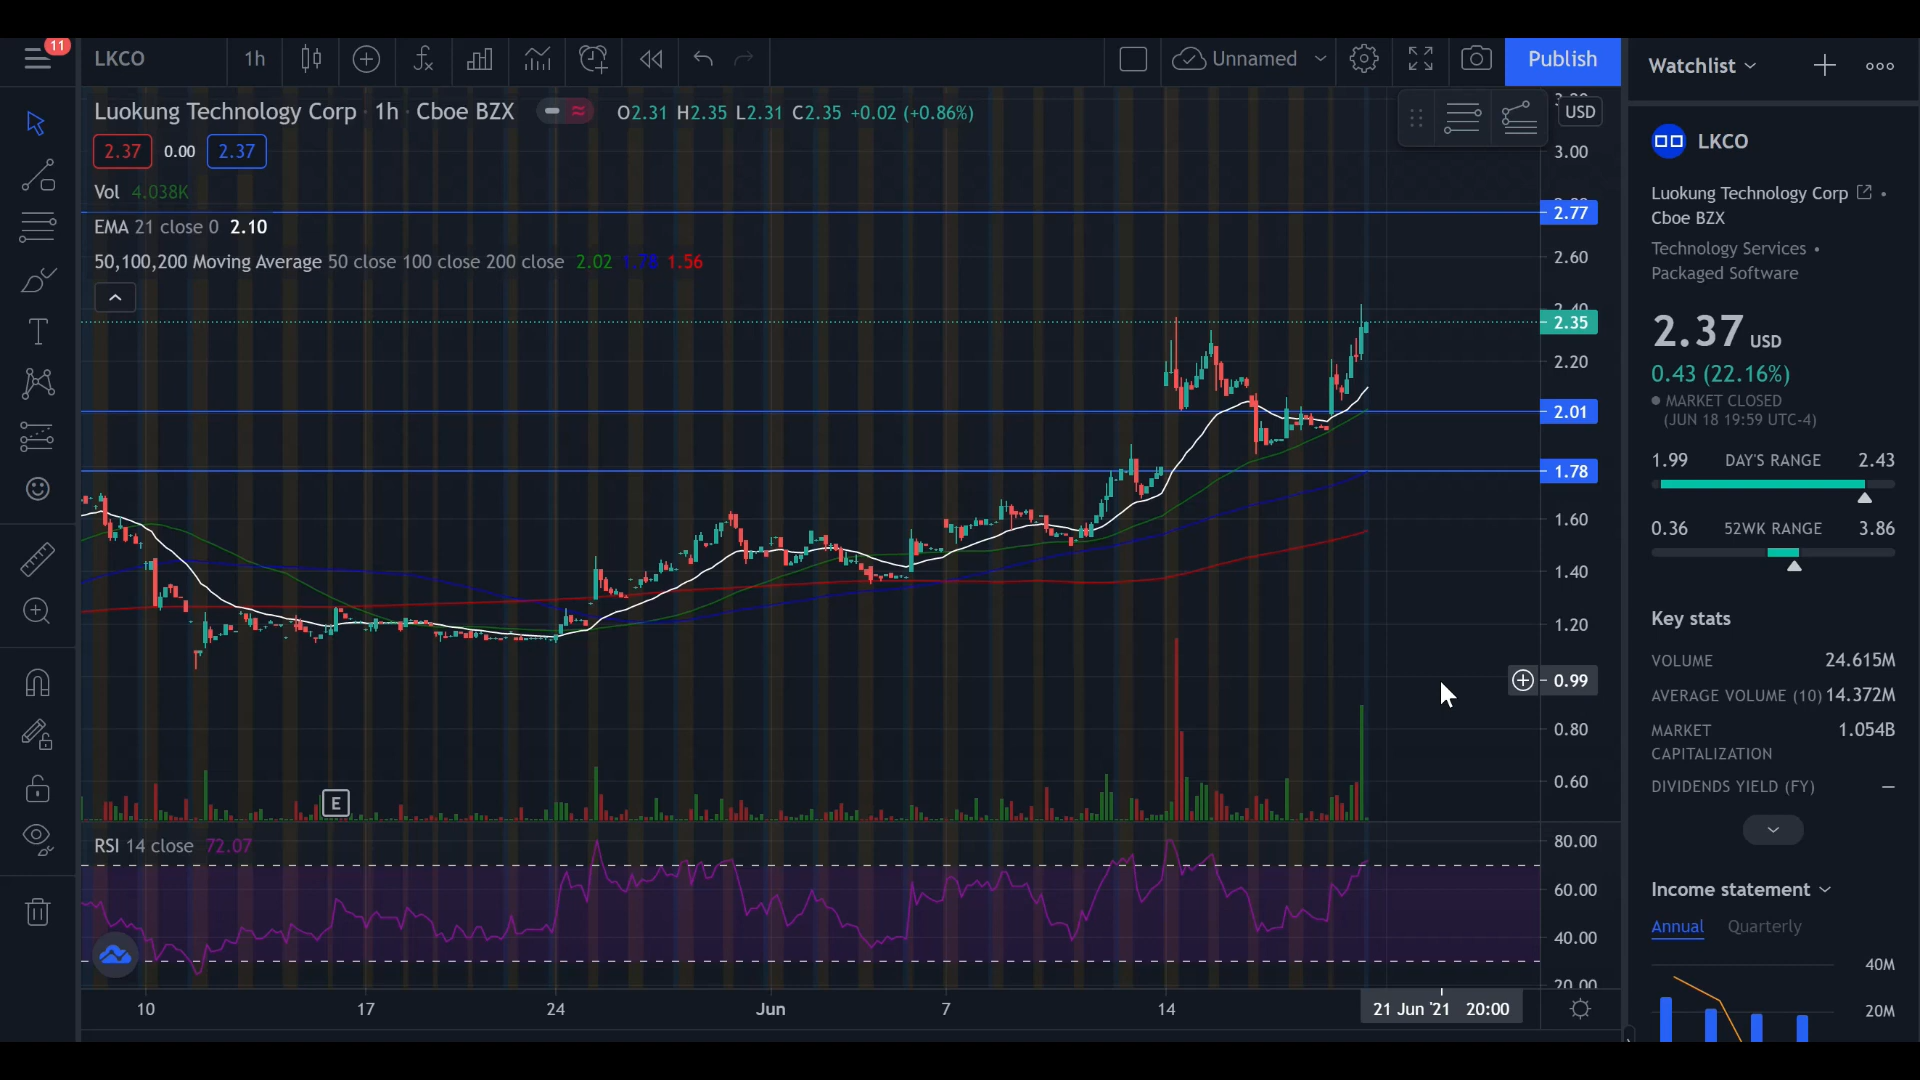 11
LKCO 1h Unnamed Publish
Watchlist
Luokung Technology Corp · 1h · Cboe BZX O2.31 H2.35 L2.31 C2.35 +0.02 (+0.86%)
2.37 0.00 2.37
Vol 4.038K
EMA 21 close 0 2.10
50,100,200 Moving Average 50 close 100 close 200 close 2.02 1.78 1.56
USD
3.00
2.77
2.60
2.40
2.35
2.20
2.01
1.78
1.60
1.40
1.20
0.99
0.80
0.60
E
RSI 14 close 72.07
80.00
60.00
40.00
20.00
10 17 24 Jun 7 14 21 Jun '21 20:00
LKCO
Luokung Technology Corp •
Cboe BZX
Technology Services •
Packaged Software
2.37 USD
0.43 (22.16%)
MARKET CLOSED
(JUN 18 19:59 UTC-4)
1.99 DAY'S RANGE 2.43
0.36 52WK RANGE 3.86
Key stats
VOLUME 24.615M
AVERAGE VOLUME (10) 14.372M
MARKET CAPITALIZATION 1.054B
DIVIDENDS YIELD (FY) —
Income statement
Annual Quarterly
40M
20M